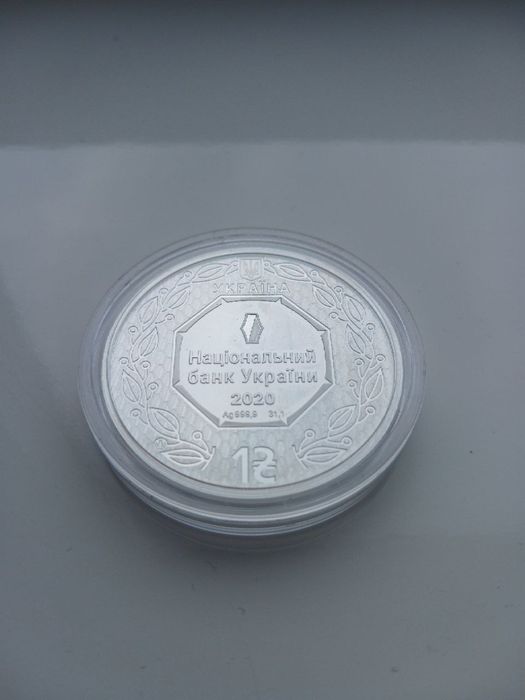 УКРАЇНА
Національний
банк України
2020
Ag 999,9 31,1
1₴